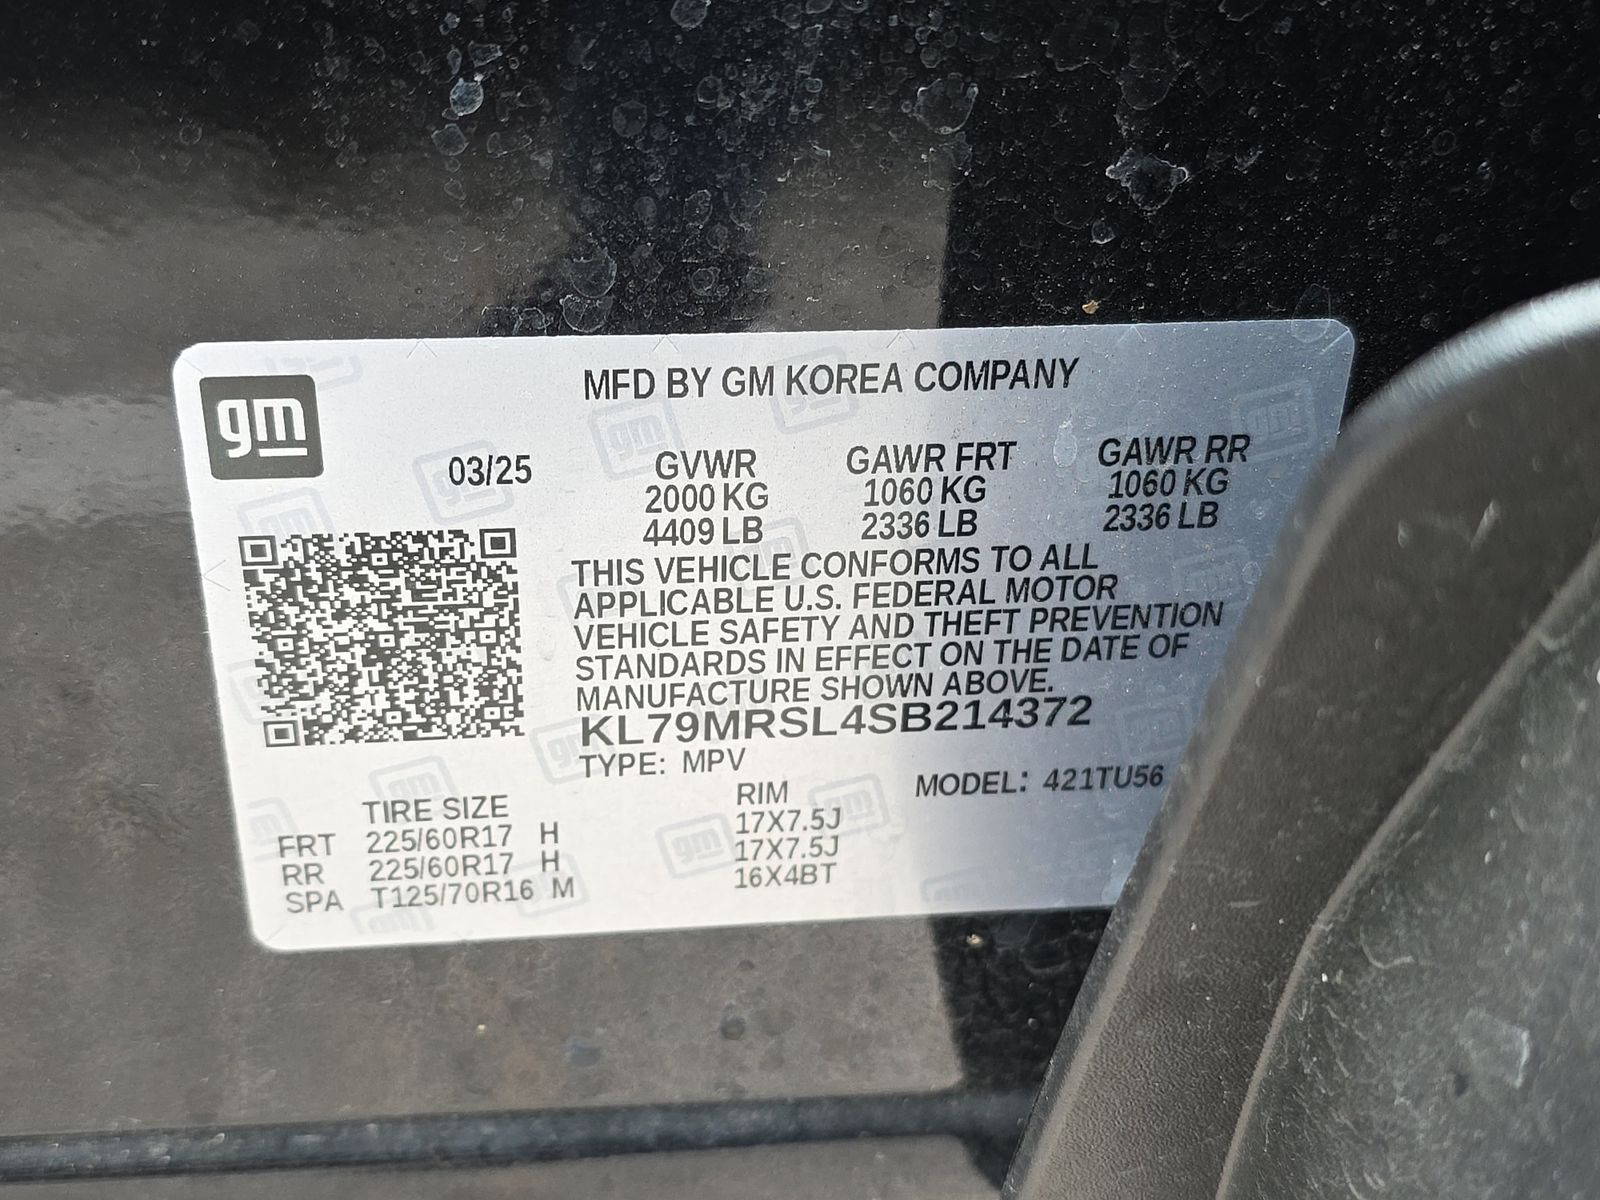 gm
MFD BY GM KOREA COMPANY
03/25
GVWR GAWR FRT GAWR RR
2000 KG 1060 KG 1060 KG
4409 LB 2336 LB 2336 LB
THIS VEHICLE CONFORMS TO ALL
APPLICABLE U.S. FEDERAL MOTOR
VEHICLE SAFETY AND THEFT PREVENTION
STANDARDS IN EFFECT ON THE DATE OF
MANUFACTURE SHOWN ABOVE.
KL79MRSL4SB214372
TYPE: MPV
MODEL: 421TU56
TIRE SIZE RIM
FRT 225/60R17 H 17X7.5J
RR 225/60R17 H 17X7.5J
SPA T125/70R16 M 16X4BT